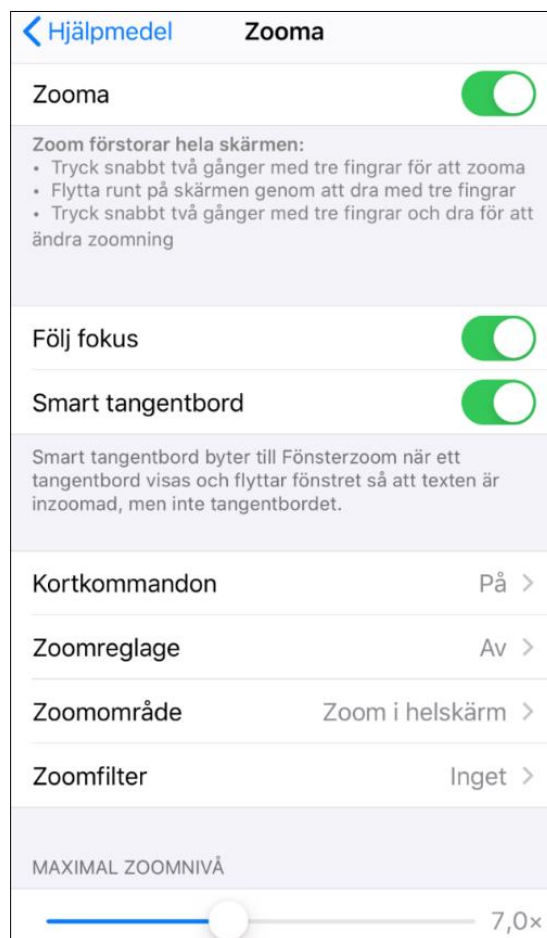 Hjälpmedel Zooma
Zooma
Zoom förstorar hela skärmen:
• Tryck snabbt två gånger med tre fingrar för att zooma
• Flytta runt på skärmen genom att dra med tre fingrar
• Tryck snabbt två gånger med tre fingrar och dra för att
ändra zoomning
Följ fokus
Smart tangentbord
Smart tangentbord byter till Fönsterzoom när ett
tangentbord visas och flyttar fönstret så att texten är
inzoomad, men inte tangentbordet.
Kortkommandon På
Zoomreglage Av
Zoomområde Zoom i helskärm
Zoomfilter Inget
MAXIMAL ZOOMNIVÅ
7,0×